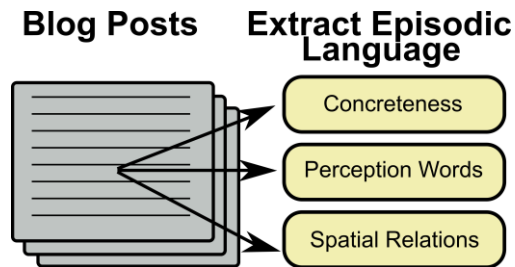 Blog Posts
Extract Episodic
Language
Concreteness
Perception Words
Spatial Relations